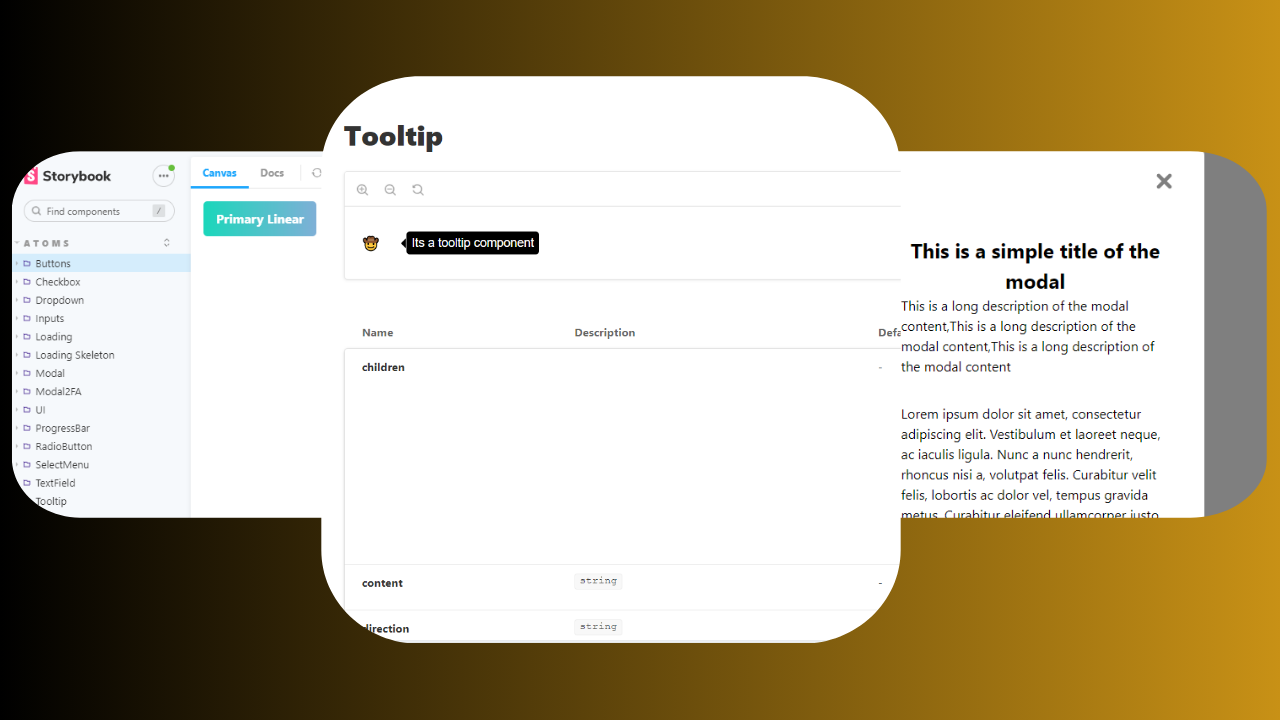 Storybook
Find components /
ATOMS
Buttons
Checkbox
Dropdown
Inputs
Loading
Loading Skeleton
Modal
Modal2FA
UI
ProgressBar
RadioButton
SelectMenu
TextField
Tooltip
Canvas Docs
Primary Linear
Tooltip
Its a tooltip component
Name Description Defa
children -
content string -
direction string
This is a simple title of the
modal
This is a long description of the modal
content,This is a long description of the
modal content,This is a long description of
the modal content
Lorem ipsum dolor sit amet, consectetur
adipiscing elit. Vestibulum et laoreet neque,
ac iaculis ligula. Nunc a nunc hendrerit,
rhoncus nisi a, volutpat felis. Curabitur velit
felis, lobortis ac dolor vel, tempus gravida
metus. Curabitur eleifend ullamcorper justo